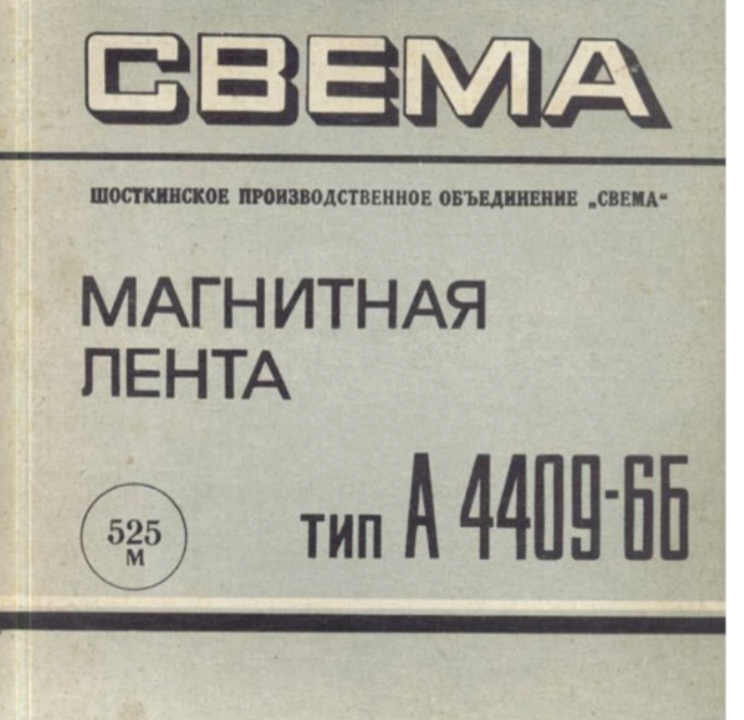 СВЕМА
ШОСТКИНСКОЕ ПРОИЗВОДСТВЕННОЕ ОБЪЕДИНЕНИЕ „СВЕМА“
МАГНИТНАЯ
ЛЕНТА
525
М
тип А 4409-6Б